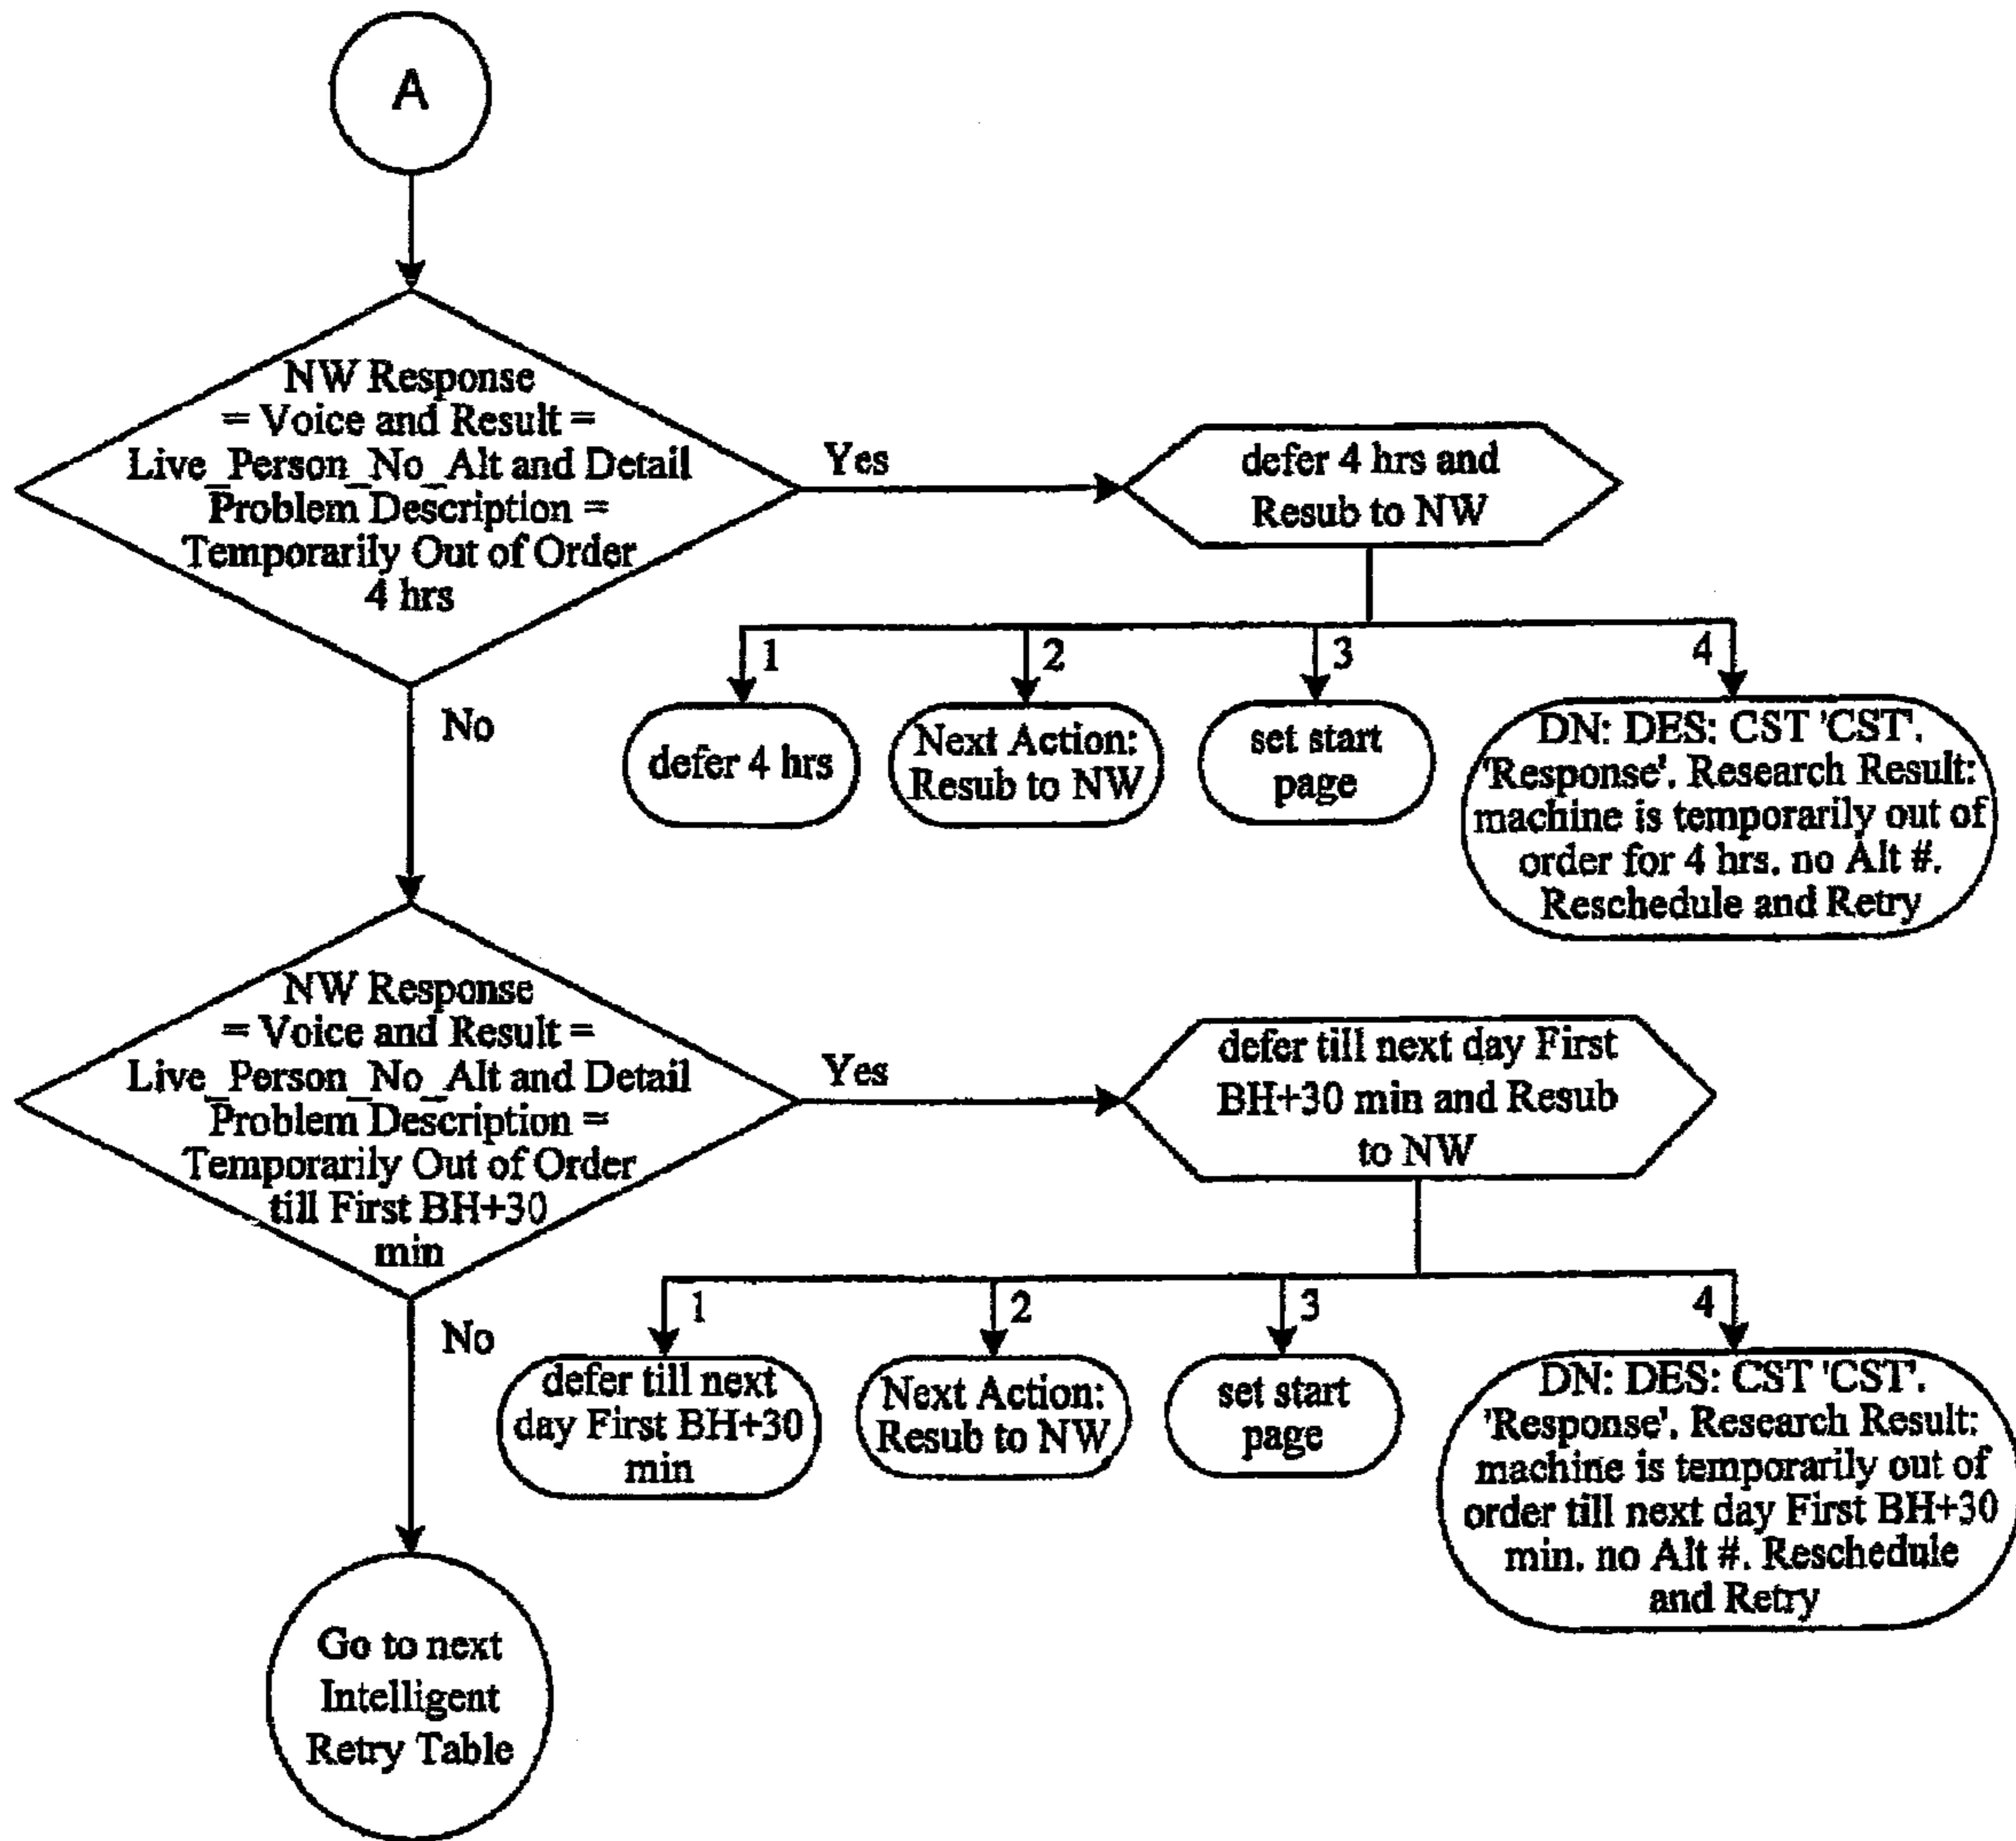 A
NW Response
= Voice and Result =
Live_Person_No_Alt and Detail
Problem Description =
Temporarily Out of Order
4 hrs
Yes
defer 4 hrs and
Resub to NW
1
2
3
4
No
defer 4 hrs
Next Action:
Resub to NW
set start
page
DN: DES: CST 'CST'.
'Response'. Research Result:
machine is temporarily out of
order for 4 hrs. no Alt #.
Reschedule and Retry
NW Response
= Voice and Result =
Live_Person_No_Alt and Detail
Problem Description =
Temporarily Out of Order
till First BH+30
min
Yes
defer till next day First
BH+30 min and Resub
to NW
1
2
3
4
No
defer till next
day First BH+30
min
Next Action:
Resub to NW
set start
page
DN: DES: CST 'CST'.
'Response'. Research Result:
machine is temporarily out of
order till next day First BH+30
min. no Alt #. Reschedule
and Retry
Go to next
Intelligent
Retry Table